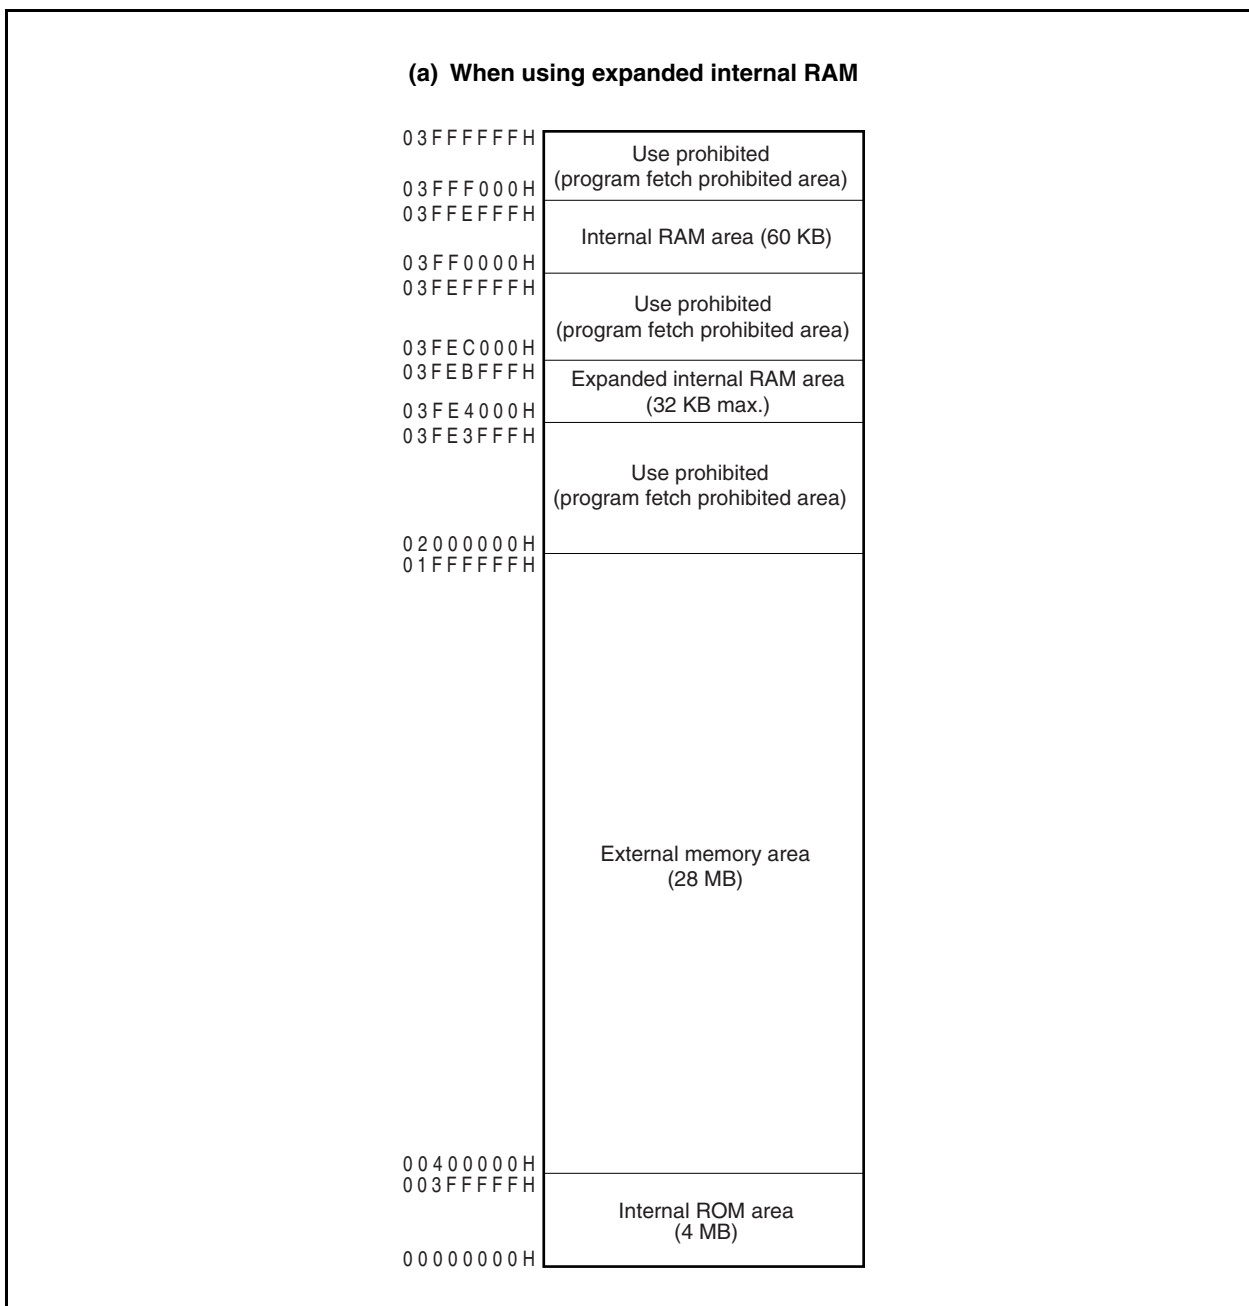 (a) When using expanded internal RAM
03FFFFFFH
Use prohibited
(program fetch prohibited area)
03FFF000H
03FFEFFFH
Internal RAM area (60 KB)
03FF0000H
03FEFFFFH
Use prohibited
(program fetch prohibited area)
03FEC000H
03FEBFFFH
Expanded internal RAM area
(32 KB max.)
03FE4000H
03FE3FFFH
Use prohibited
(program fetch prohibited area)
02000000H
01FFFFFFH
External memory area
(28 MB)
00400000H
003FFFFFH
Internal ROM area
(4 MB)
00000000H